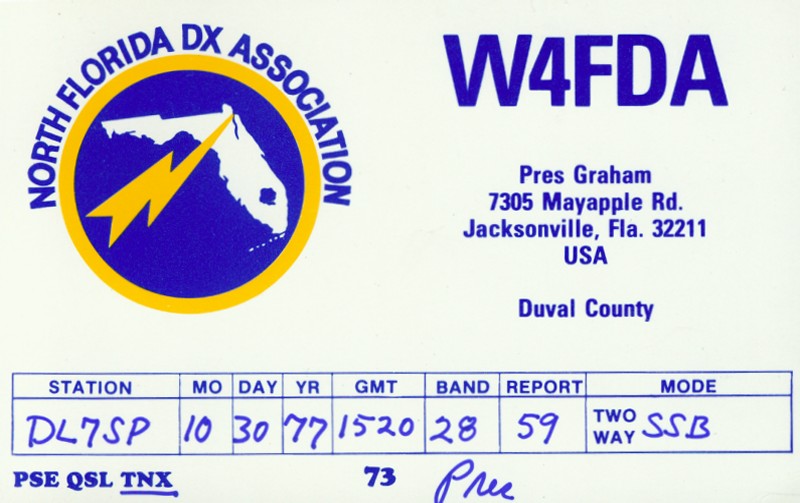 NORTH FLORIDA DX ASSOCIATION
W4FDA
Pres Graham
7305 Mayapple Rd.
Jacksonville, Fla. 32211
USA
Duval County
STATION MO DAY YR GMT BAND REPORT MODE
DL7SP 10 30 77 1520 28 59 TWO WAY SSB
PSE QSL TNX 73 Pres